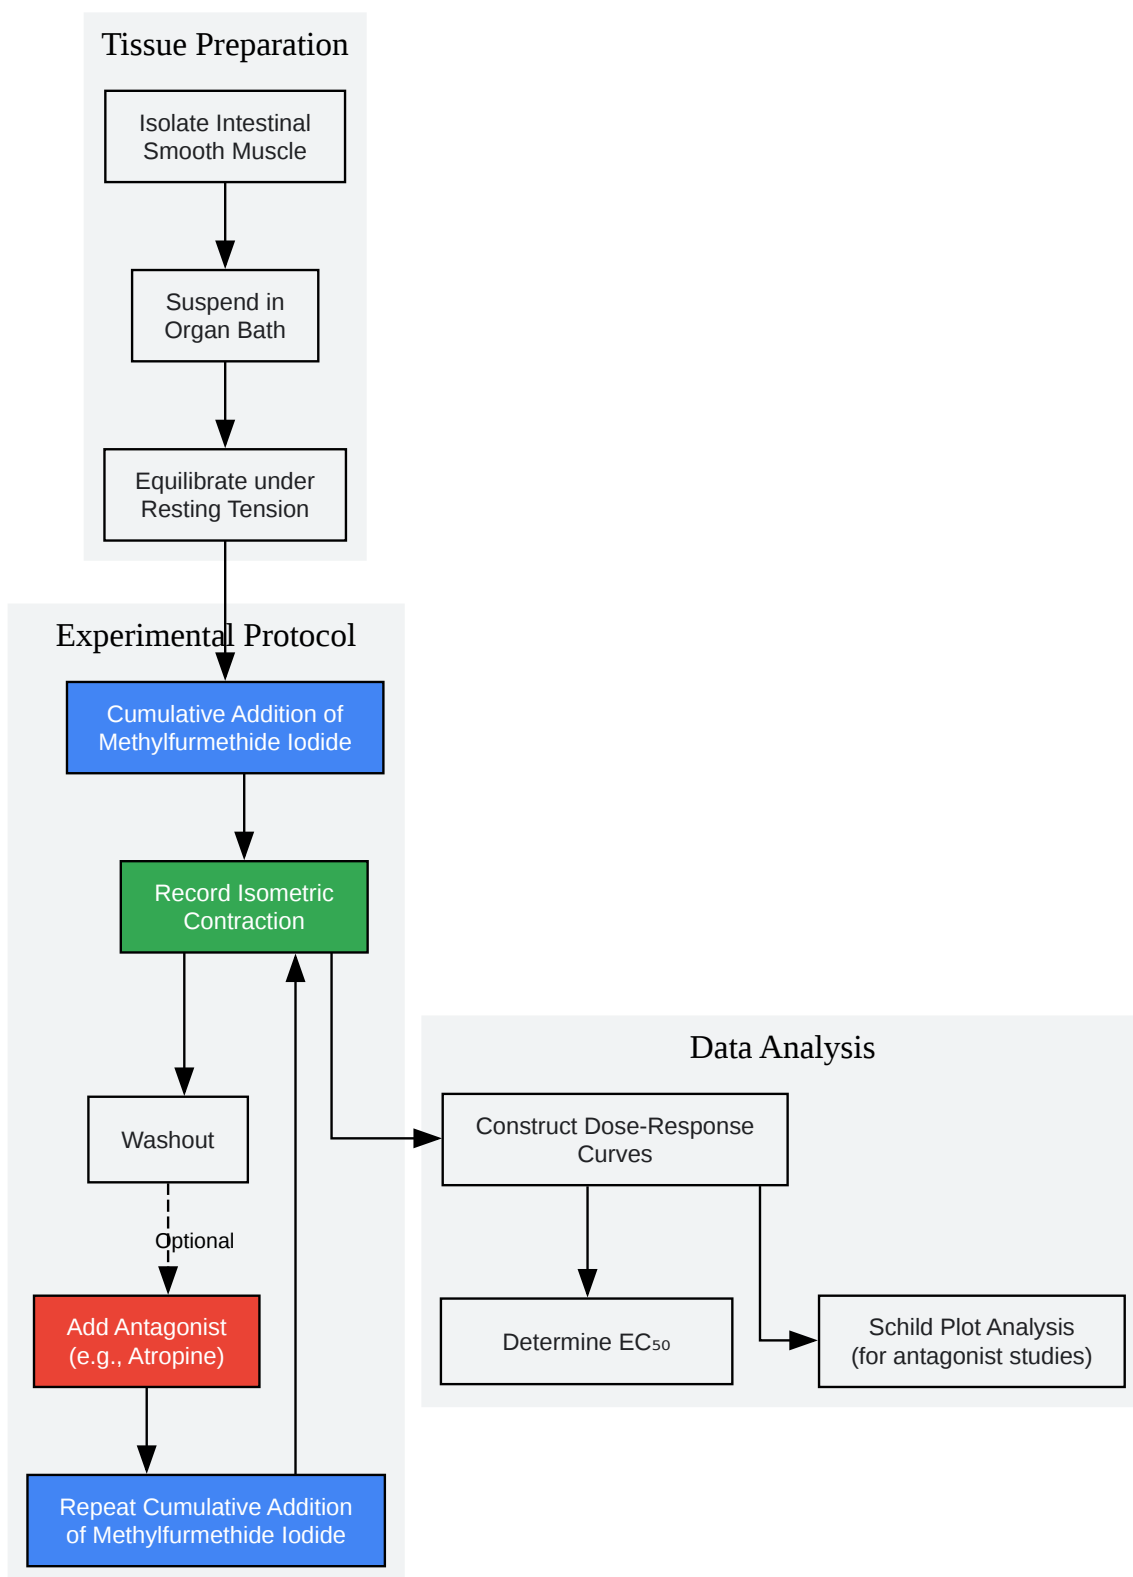 Tissue Preparation
Isolate Intestinal
Smooth Muscle
Suspend in
Organ Bath
Equilibrate under
Resting Tension
Experimental Protocol
Cumulative Addition of
Methylfurmethide Iodide
Record Isometric
Contraction
Washout
Optional
Add Antagonist
(e.g., Atropine)
Repeat Cumulative Addition
of Methylfurmethide Iodide
Data Analysis
Construct Dose-Response
Curves
Determine EC₅₀
Schild Plot Analysis
(for antagonist studies)